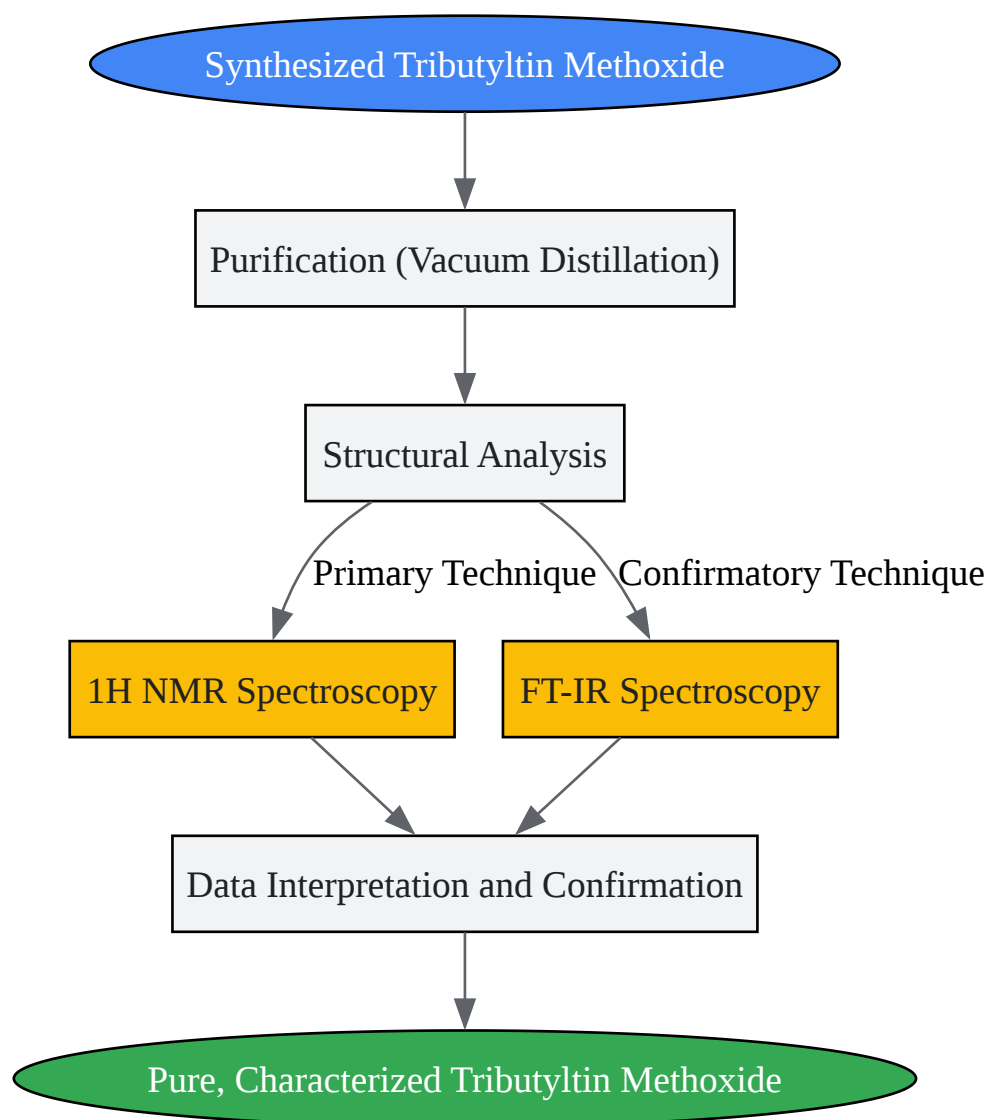 Synthesized Tributyltin Methoxide
Purification (Vacuum Distillation)
Structural Analysis
Primary Technique
Confirmatory Technique
1H NMR Spectroscopy
FT-IR Spectroscopy
Data Interpretation and Confirmation
Pure, Characterized Tributyltin Methoxide